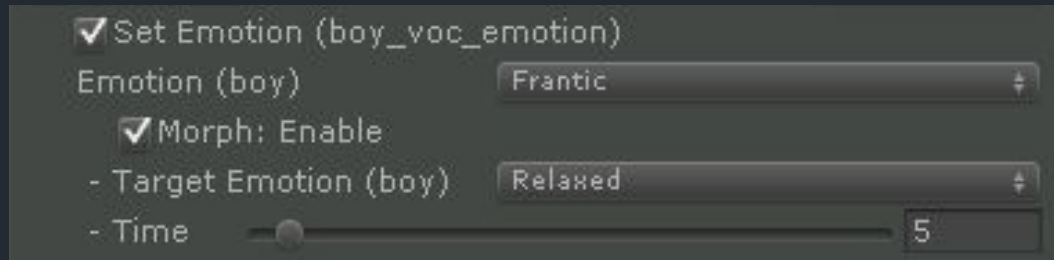 Set Emotion (boy_voc_emotion)
Emotion (boy) Frantic
Morph: Enable
- Target Emotion (boy) Relaxed
- Time 5